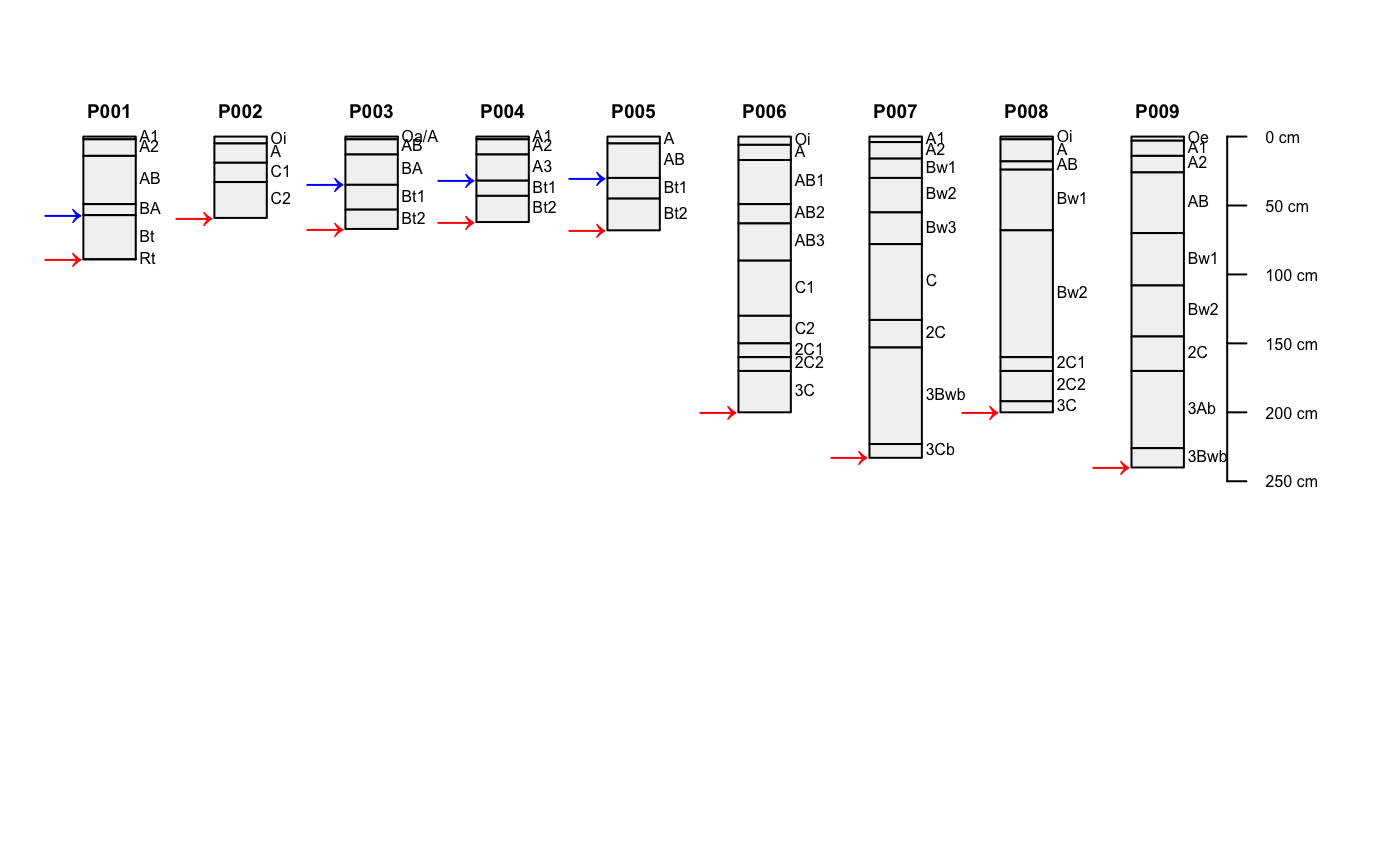 P001 P002 P003 P004 P005 P006 P007 P008 P009
A1
A2
AB
BA
Bt
Rt
Oi
A
C1
C2
Oa/A
AB
BA
Bt1
Bt2
A1
A2
A3
Bt1
Bt2
A
AB
Bt1
Bt2
Oi
A
AB1
AB2
AB3
C1
C2
2C1
2C2
3C
A1
A2
Bw1
Bw2
Bw3
C
2C
3Bwb
3Cb
Oi
A
AB
Bw1
Bw2
2C1
2C2
3C
Oe
A1
A2
AB
Bw1
Bw2
2C
3Ab
3Bwb
0 cm
50 cm
100 cm
150 cm
200 cm
250 cm